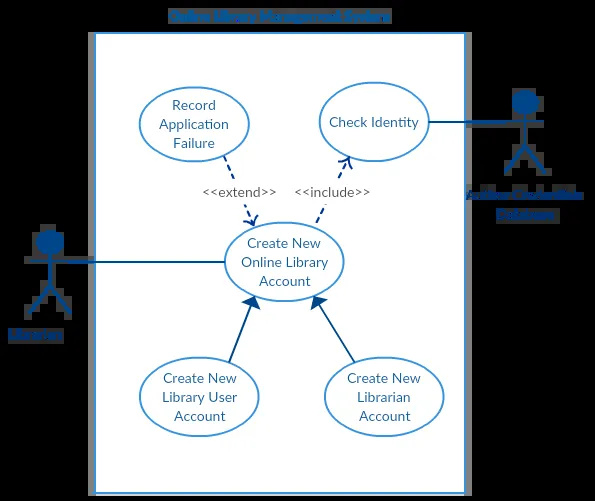 Online Library Management System
Record
Application
Failure
Check Identity
<<extend>>
<<include>>
Create New
Online Library
Account
Librarian
Author Credentials
Database
Create New
Library User
Account
Create New
Librarian
Account